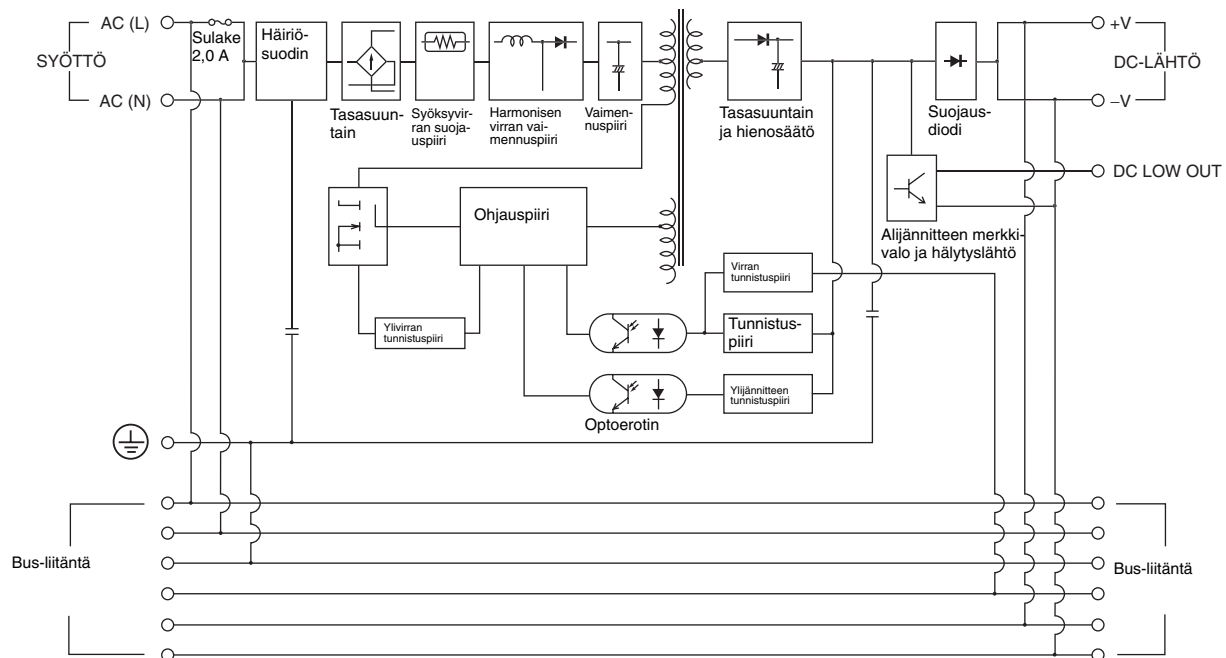 AC (L)
SYÖTTÖ
AC (N)
Sulake
2,0 A
Häiriö-
suodin
Tasasuun-
tain
Syöksyvir-
ran suoja-
uspiiri
Harmonisen
virran vai-
mennuspiiri
Vaimen-
nuspiiri
Tasasuuntain
ja hienosäätö
Suojaus-
diodi
+V
DC-LÄHTÖ
–V
DC LOW OUT
Alijännitteen merkki-
valo ja hälytyslähtö
Ohjauspiiri
Ylivirran
tunnistuspiiri
Virran
tunnistuspiiri
Tunnistus-
piiri
Ylijännitteen
tunnistuspiiri
Optoerotin
Bus-liitäntä
Bus-liitäntä